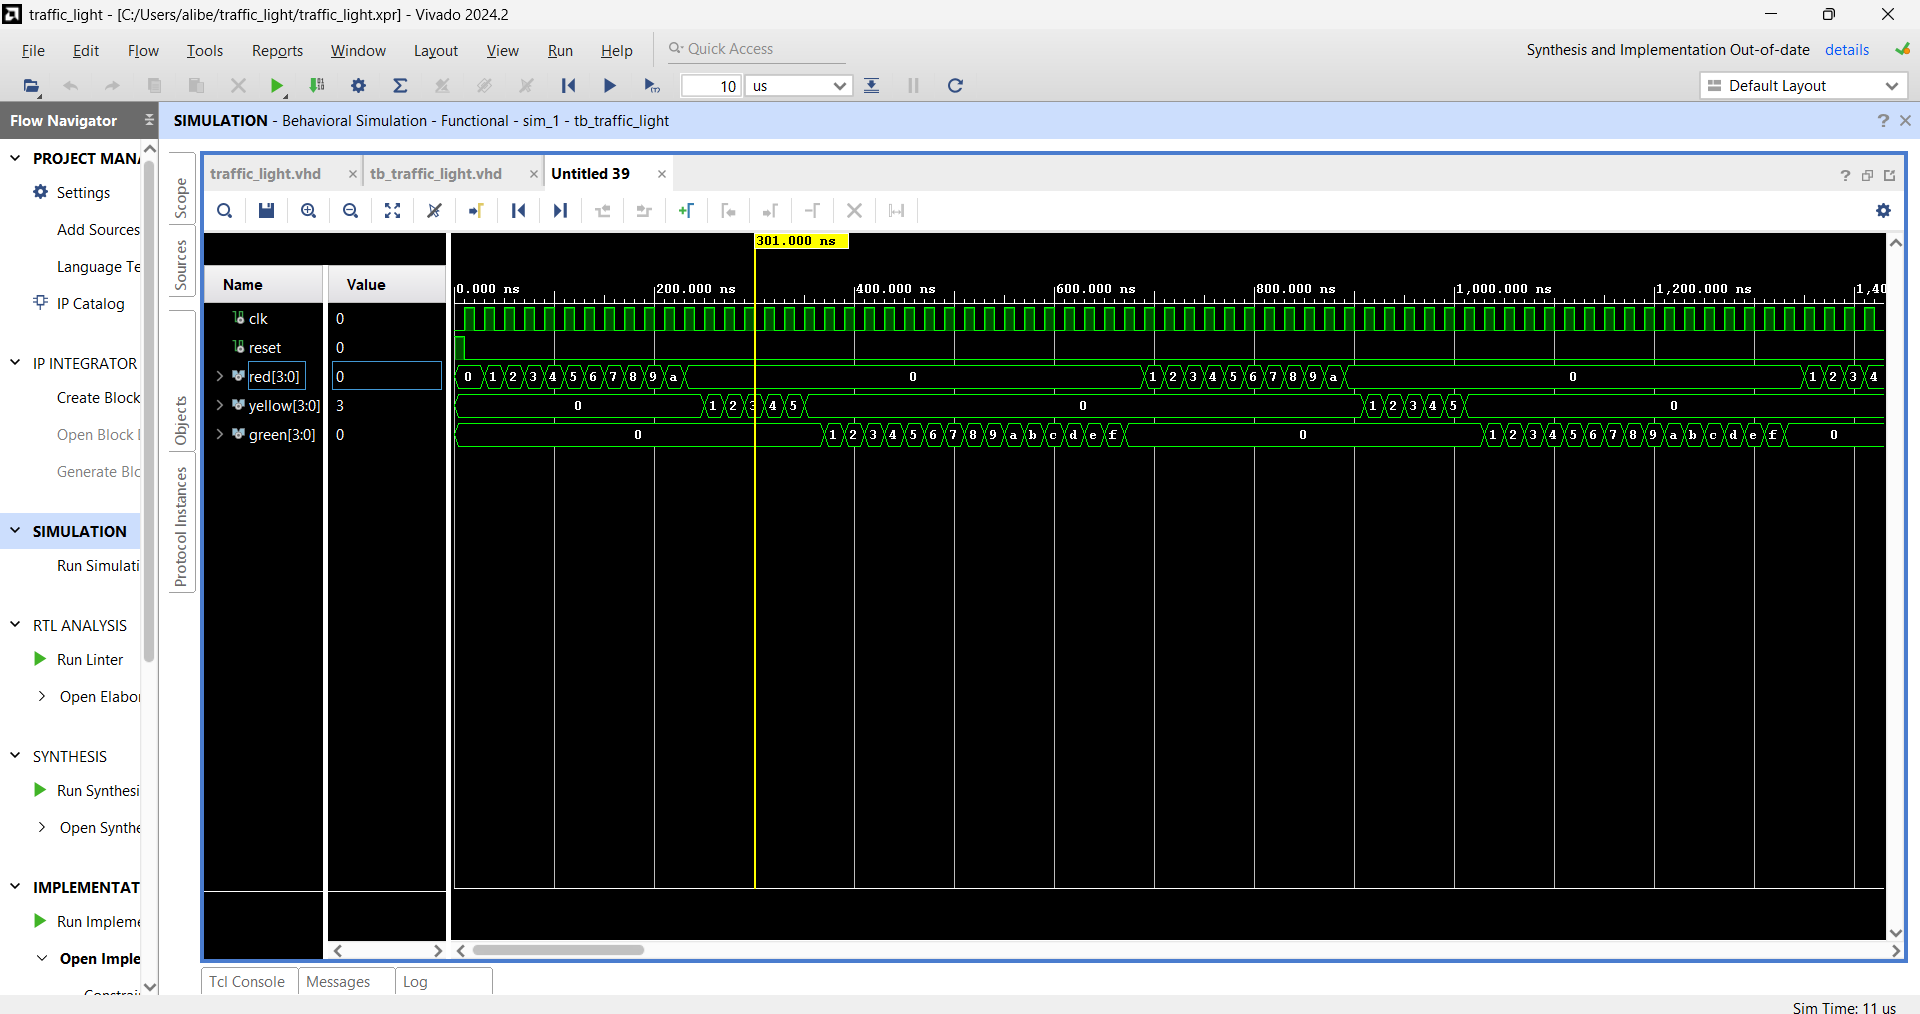 traffic_light - [C:/Users/alibe/traffic_light/traffic_light.xpr] - Vivado 2024.2
File Edit Flow Tools Reports Window Layout View Run Help Quick Access
Synthesis and Implementation Out-of-date details
10 us
Default Layout
Flow Navigator
SIMULATION - Behavioral Simulation - Functional - sim_1 - tb_traffic_light
PROJECT MANA
Settings
Add Sources
Language Te
IP Catalog
IP INTEGRATOR
Create Block
Open Block
Generate Blo
SIMULATION
Run Simulati
RTL ANALYSIS
Run Linter
Open Elabo
SYNTHESIS
Run Synthesi
Open Synthe
IMPLEMENTAT
Run Impleme
Open Imple
Constrai
Scope
Sources
Objects
Protocol Instances
traffic_light.vhd tb_traffic_light.vhd Untitled 39
301.000 ns
Name Value
0.000 ns 200.000 ns 400.000 ns 600.000 ns 800.000 ns 1,000.000 ns 1,200.000 ns 1,40
clk 0
reset 0
red[3:0] 0 0 1 2 3 4 5 6 7 8 9 a 0 1 2 3 4 5 6 7 8 9 a 0 1 2 3 4
yellow[3:0] 3 0 1 2 3 4 5 0 1 2 3 4 5 0
green[3:0] 0 0 1 2 3 4 5 6 7 8 9 a b c d e f 0 1 2 3 4 5 6 7 8 9 a b c d e f 0
Tcl Console Messages Log
Sim Time: 11 us